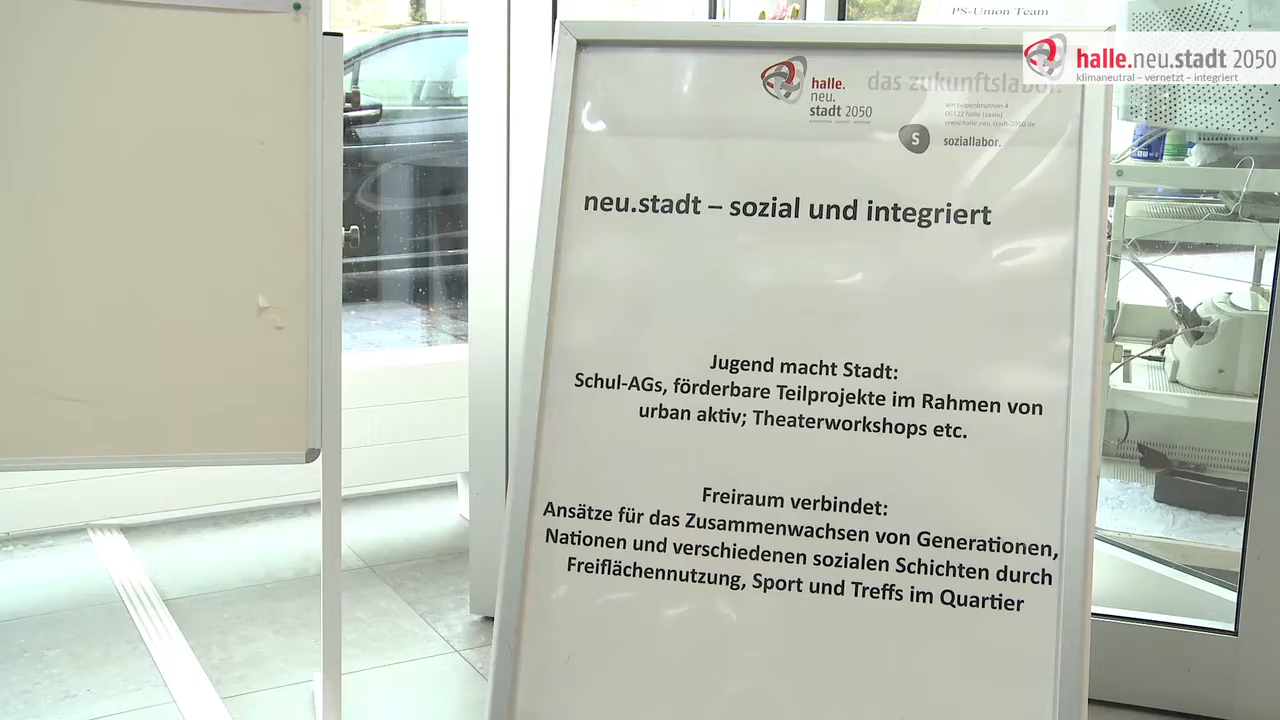 PS-Union Team
halle.neu.stadt 2050
klimaneutral – vernetzt – integriert
halle.
neu.
stadt 2050
das zukunftslabor.
am tulpenbrunnen 4
06122 halle (saale)
www.halle.neu.stadt-2050.de
S
soziallabor.
neu.stadt – sozial und integriert
Jugend macht Stadt:
Schul-AGs, förderbare Teilprojekte im Rahmen von
urban aktiv; Theaterworkshops etc.
Freiraum verbindet:
Ansätze für das Zusammenwachsen von Generationen,
Nationen und verschiedenen sozialen Schichten durch
Freiflächennutzung, Sport und Treffs im Quartier